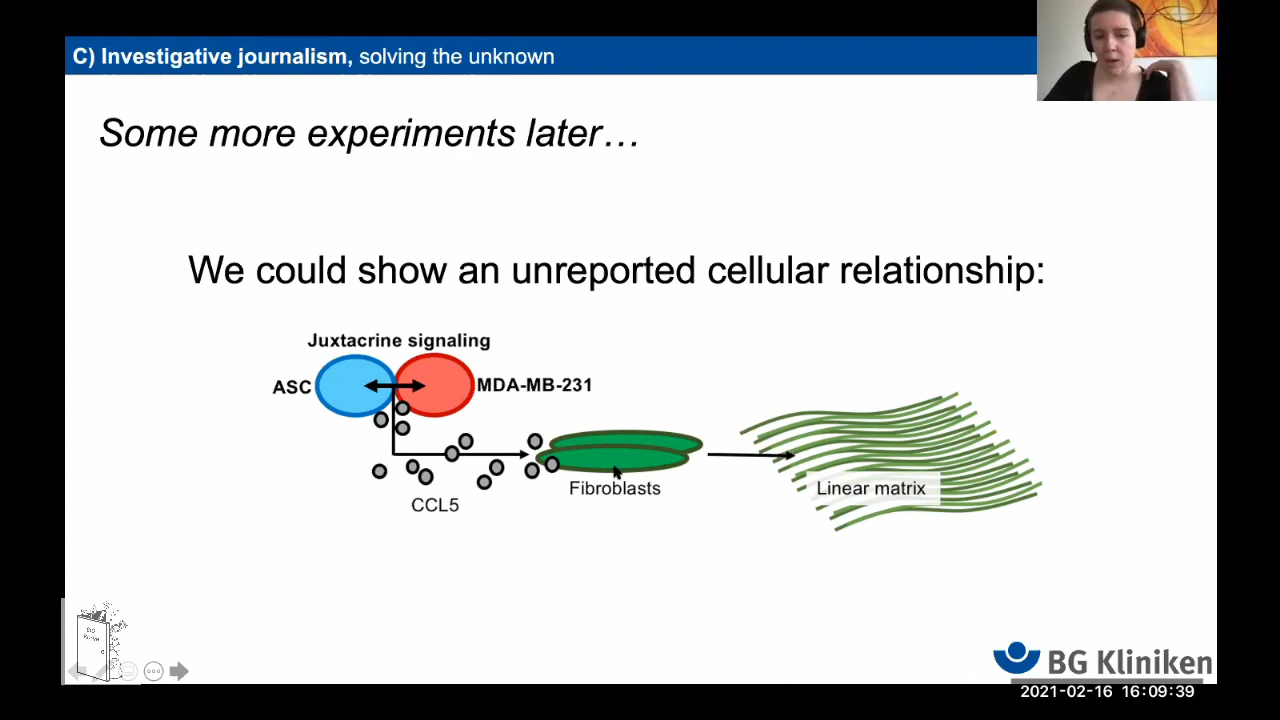 C) Investigative journalism, solving the unknown
Some more experiments later…
We could show an unreported cellular relationship:
Juxtacrine signaling
ASC
MDA-MB-231
Fibroblasts
Linear matrix
CCL5
BG Kliniken
2021-02-16 16:09:39